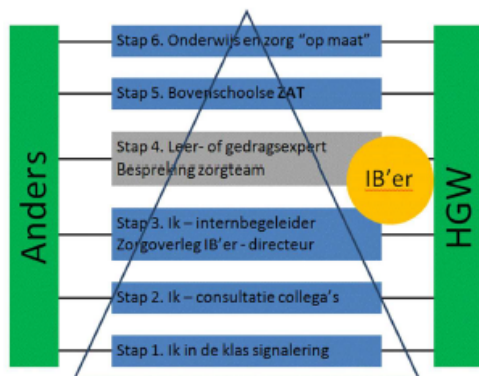 Anders
Stap 6. Onderwijs en zorg “op maat”
Stap 5. Bovenschoolse ZAT
Stap 4. Leer- of gedragsexpert
Bespreking zorgteam
IB'er
Stap 3. Ik – internbegeleider
Zorgoverleg IB'er - directeur
Stap 2. Ik – consultatie collega's
Stap 1. Ik in de klas signalering
HGW